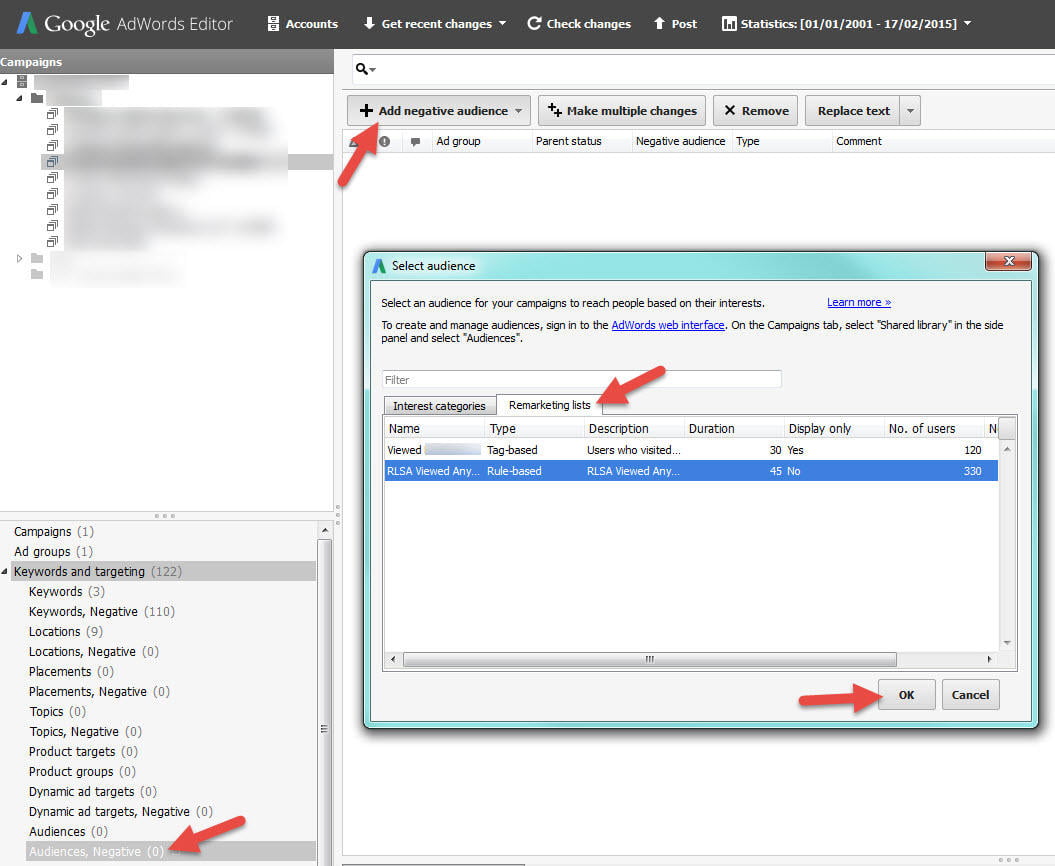 Google AdWords Editor Accounts Get recent changes Check changes Post Statistics: [01/01/2001 - 17/02/2015]
Campaigns
Add negative audience Make multiple changes Remove Replace text
Ad group Parent status Negative audience Type Comment
Select audience
Select an audience for your campaigns to reach people based on their interests. Learn more »
To create and manage audiences, sign in to the AdWords web interface. On the Campaigns tab, select "Shared library" in the side
panel and select "Audiences".
Filter
Interest categories Remarketing lists
Name Type Description Duration Display only No. of users N
Viewed Tag-based Users who visited... 30 Yes 120
RLSA Viewed Any... Rule-based RLSA Viewed Any... 45 No 330
OK Cancel
Campaigns (1)
Ad groups (1)
Keywords and targeting (122)
Keywords (3)
Keywords, Negative (110)
Locations (9)
Locations, Negative (0)
Placements (0)
Placements, Negative (0)
Topics (0)
Topics, Negative (0)
Product targets (0)
Product groups (0)
Dynamic ad targets (0)
Dynamic ad targets, Negative (0)
Audiences (0)
Audiences, Negative (0)